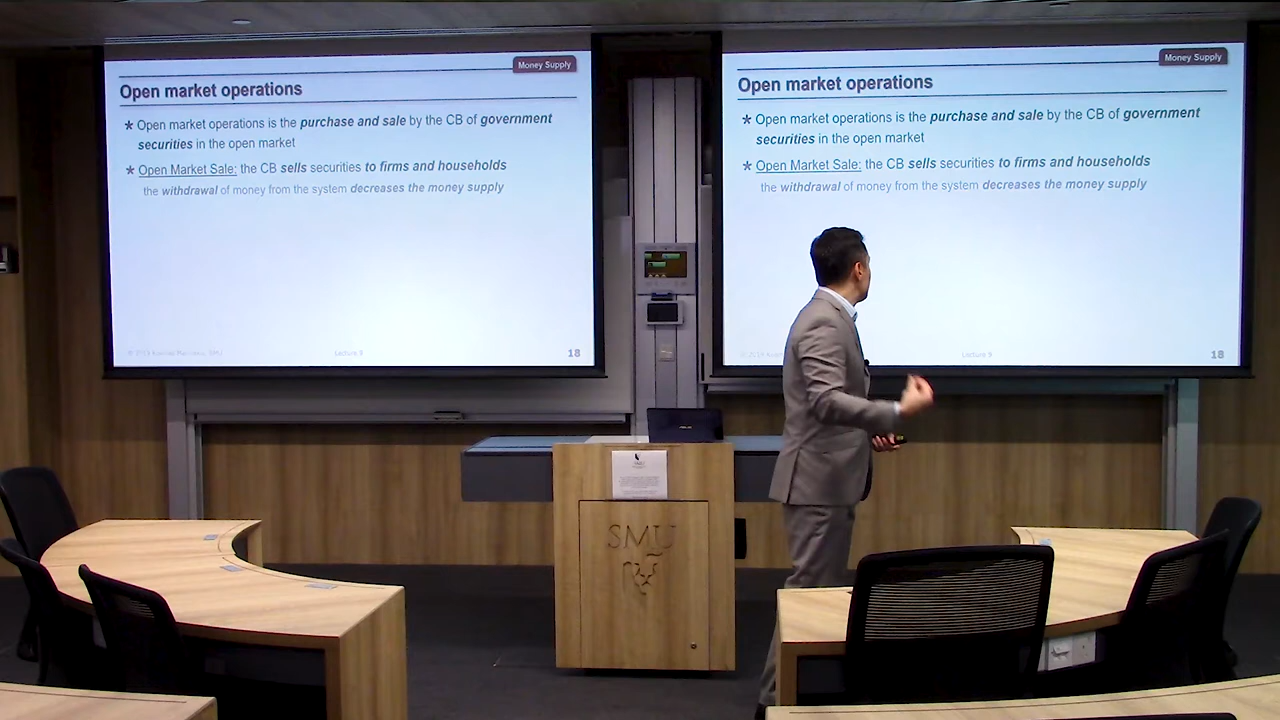 Money Supply
Open market operations
* Open market operations is the purchase and sale by the CB of government
securities in the open market
* Open Market Sale: the CB sells securities to firms and households
the withdrawal of money from the system decreases the money supply
Lecture 9
18
Money Supply
Open market operations
* Open market operations is the purchase and sale by the CB of government
securities in the open market
* Open Market Sale: the CB sells securities to firms and households
the withdrawal of money from the system decreases the money supply
Lecture 9
18
SMU